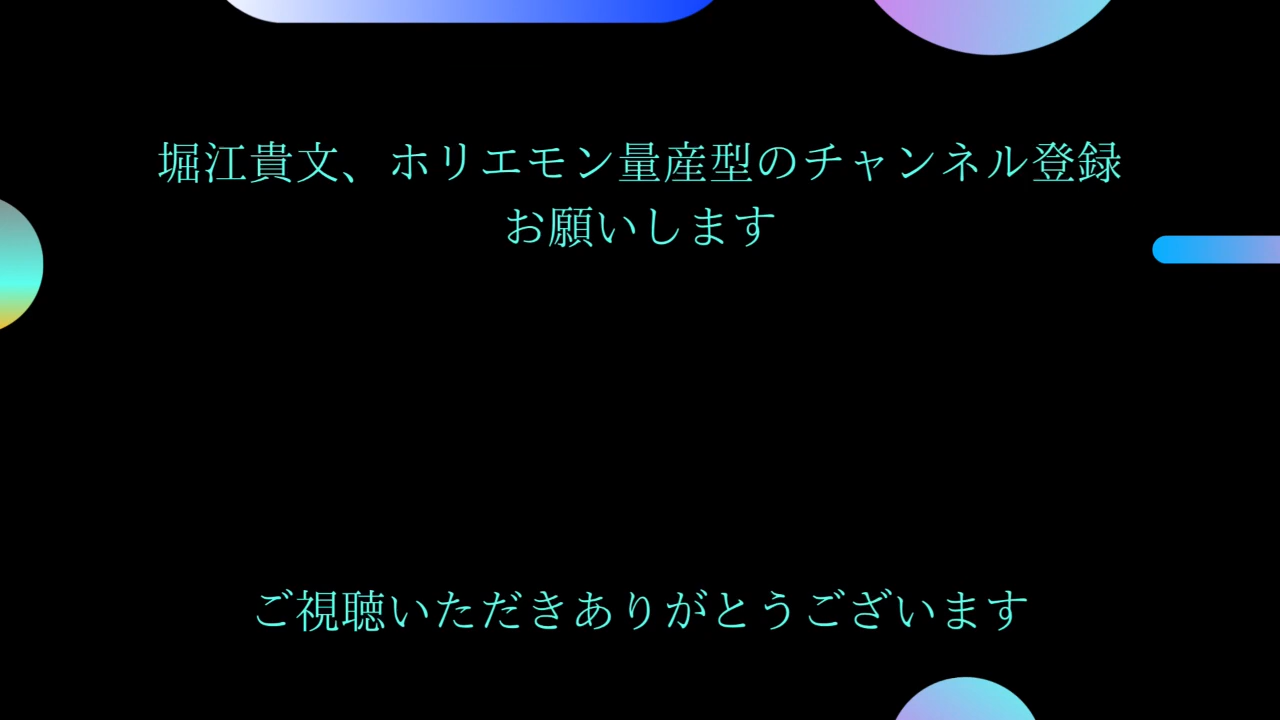 堀江貴文、ホリエモン量産型のチャンネル登録
お願いします
ご視聴いただきありがとうございます